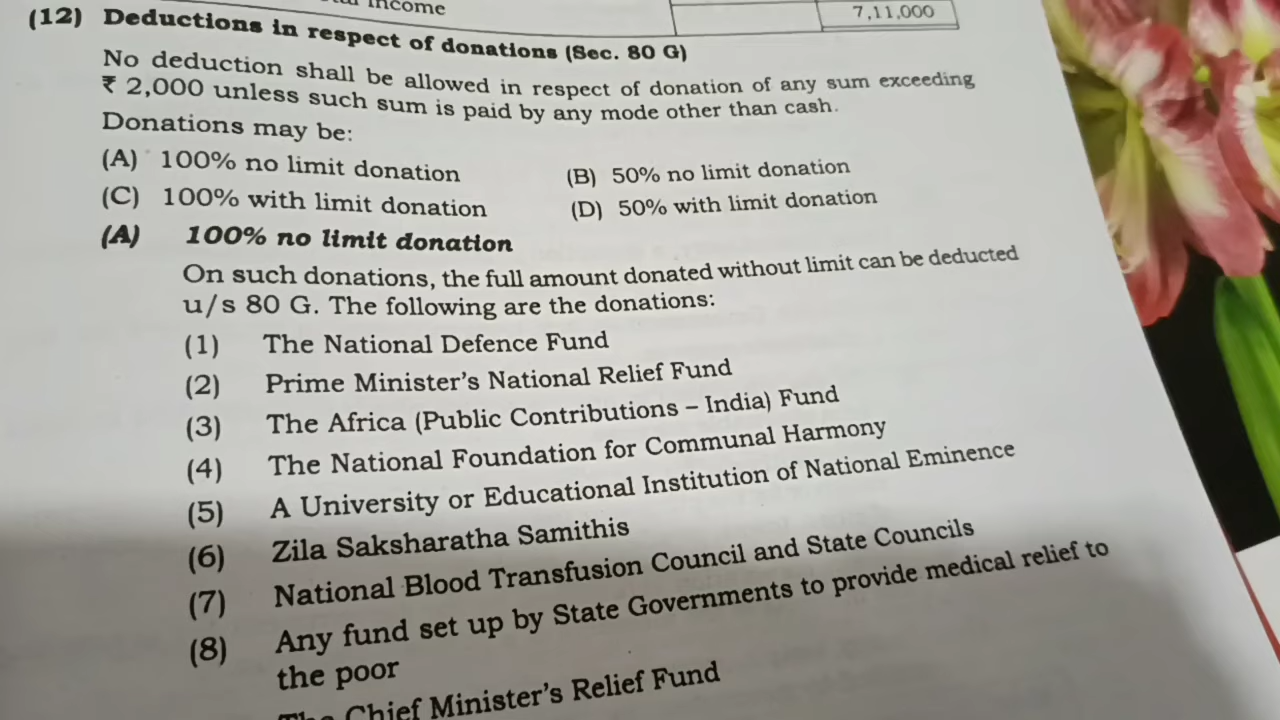 Income
7,11,000
(12) Deductions in respect of donations (Sec. 80 G)
No deduction shall be allowed in respect of donation of any sum exceeding
₹ 2,000 unless such sum is paid by any mode other than cash.
Donations may be:
(A) 100% no limit donation (B) 50% no limit donation
(C) 100% with limit donation (D) 50% with limit donation
(A) 100% no limit donation
On such donations, the full amount donated without limit can be deducted
u/s 80 G. The following are the donations:
(1) The National Defence Fund
(2) Prime Minister's National Relief Fund
(3) The Africa (Public Contributions – India) Fund
(4) The National Foundation for Communal Harmony
(5) A University or Educational Institution of National Eminence
(6) Zila Saksharatha Samithis
(7) National Blood Transfusion Council and State Councils
(8) Any fund set up by State Governments to provide medical relief to
the poor
The Chief Minister's Relief Fund